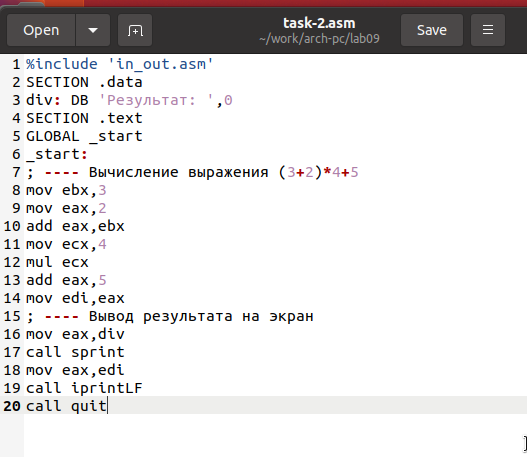 Open
task-2.asm
~/work/arch-pc/lab09
Save
1 %include 'in_out.asm'
2 SECTION .data
3 div: DB 'Результат: ',0
4 SECTION .text
5 GLOBAL _start
6 _start:
7 ; ---- Вычисление выражения (3+2)*4+5
8 mov ebx,3
9 mov eax,2
10 add eax,ebx
11 mov ecx,4
12 mul ecx
13 add eax,5
14 mov edi,eax
15 ; ---- Вывод результата на экран
16 mov eax,div
17 call sprint
18 mov eax,edi
19 call iprintLF
20 call quit